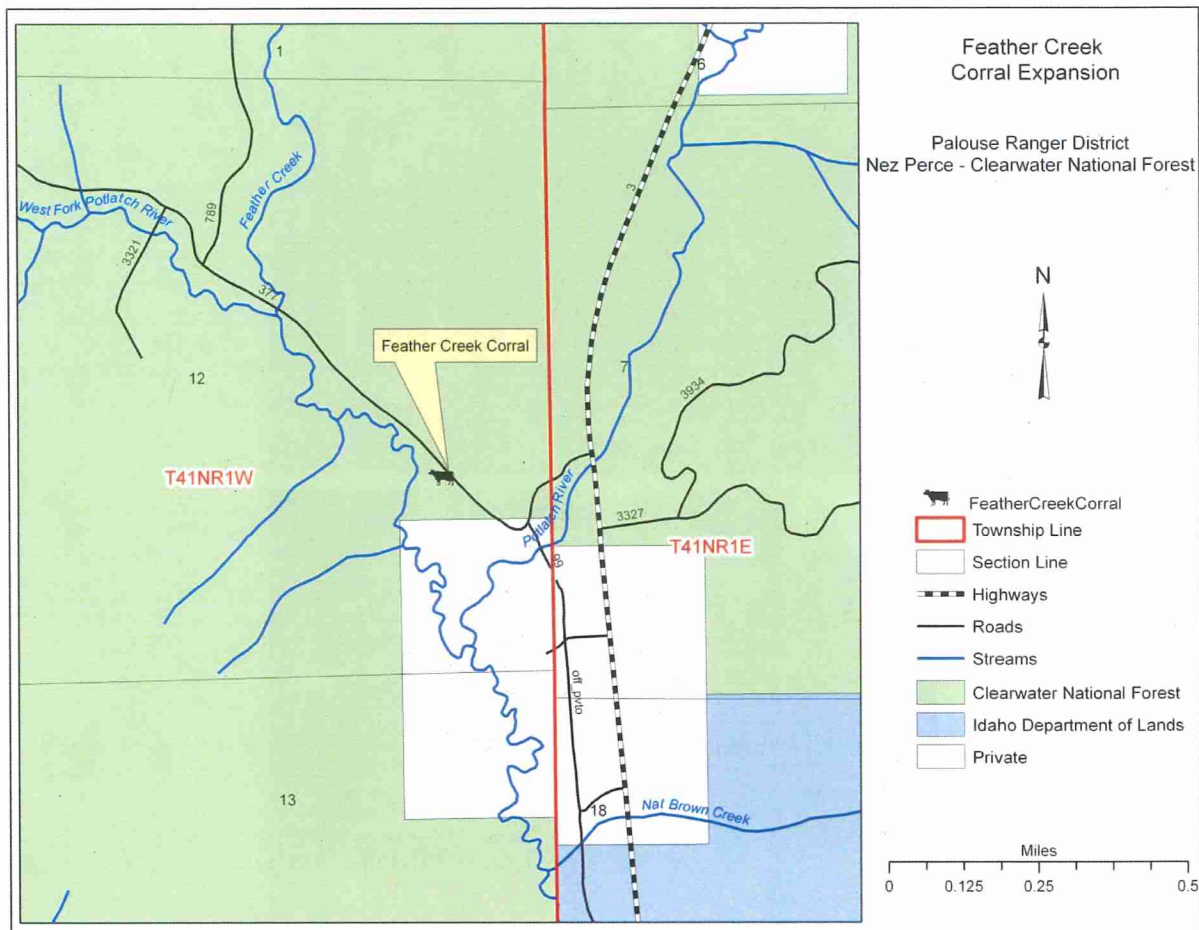 Feather Creek
Corral Expansion
Palouse Ranger District
Nez Perce - Clearwater National Forest
N
FeatherCreekCorral
Township Line
Section Line
Highways
Roads
Streams
Clearwater National Forest
Idaho Department of Lands
Private
Miles
0 0.125 0.25 0.5
1
6
Feather Creek
3
West Fork Potlatch River
789
3321
377
Feather Creek Corral
7
12
3934
T41NR1W
Potlatch River
3327
T41NR1E
99
off_pvto
13
18
Nat Brown Creek